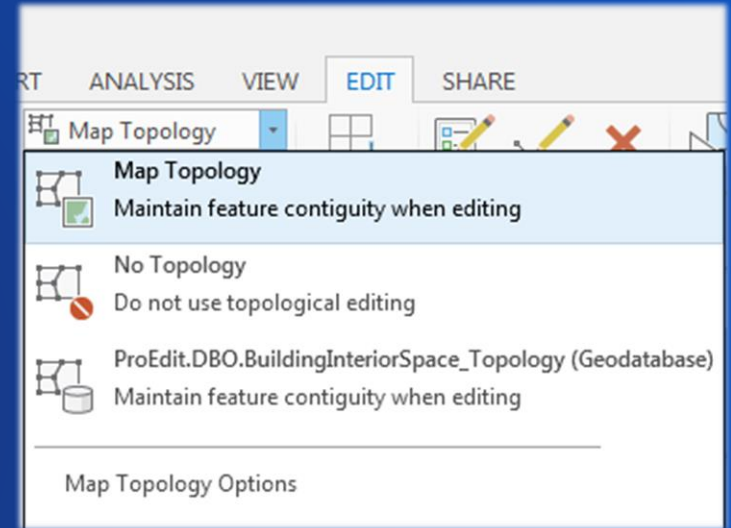 RT ANALYSIS VIEW EDIT SHARE
Map Topology
Map Topology
Maintain feature contiguity when editing
No Topology
Do not use topological editing
ProEdit.DBO.BuildingInteriorSpace_Topology (Geodatabase)
Maintain feature contiguity when editing
Map Topology Options